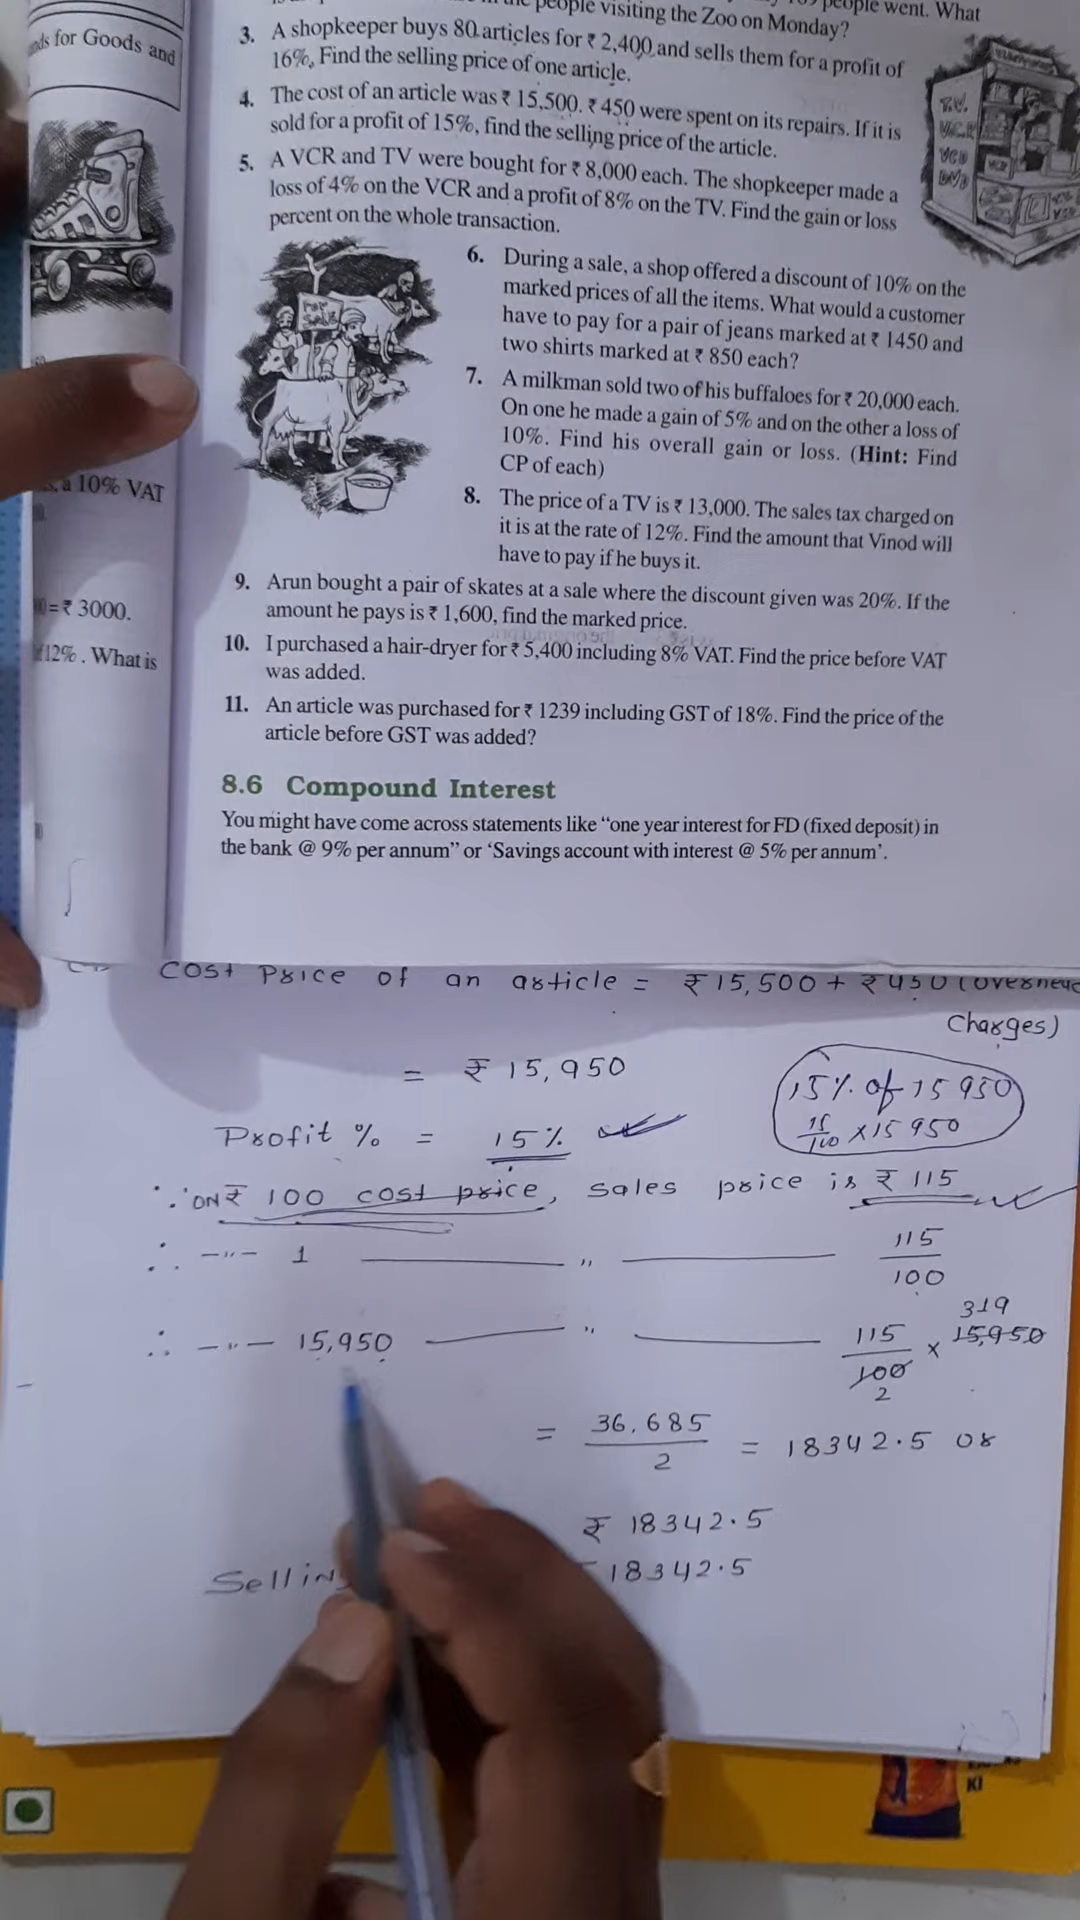 people visiting the Zoo on Monday?
people went. What
3. A shopkeeper buys 80 articles for ₹ 2,400 and sells them for a profit of
16%. Find the selling price of one article.
4. The cost of an article was ₹ 15,500. ₹ 450 were spent on its repairs. If it is
sold for a profit of 15%, find the selling price of the article.
5. A VCR and TV were bought for ₹ 8,000 each. The shopkeeper made a
loss of 4% on the VCR and a profit of 8% on the TV. Find the gain or loss
percent on the whole transaction.
6. During a sale, a shop offered a discount of 10% on the
marked prices of all the items. What would a customer
have to pay for a pair of jeans marked at ₹ 1450 and
two shirts marked at ₹ 850 each?
7. A milkman sold two of his buffaloes for ₹ 20,000 each.
On one he made a gain of 5% and on the other a loss of
10%. Find his overall gain or loss. (Hint: Find
CP of each)
8. The price of a TV is ₹ 13,000. The sales tax charged on
it is at the rate of 12%. Find the amount that Vinod will
have to pay if he buys it.
9. Arun bought a pair of skates at a sale where the discount given was 20%. If the
amount he pays is ₹ 1,600, find the marked price.
10. I purchased a hair-dryer for ₹ 5,400 including 8% VAT. Find the price before VAT
was added.
11. An article was purchased for ₹ 1239 including GST of 18%. Find the price of the
article before GST was added?
8.6 Compound Interest
You might have come across statements like “one year interest for FD (fixed deposit) in
the bank @ 9% per annum” or ‘Savings account with interest @ 5% per annum’.
for Goods and
a 10% VAT
= ₹ 3000.
12% . What is
For Sale
T.V.
VCR
VCD
DVD
COST Price of an article = ₹ 15,500 + ₹ 450
Charges)
= ₹ 15,950
15% of 15950
15/100 × 15950
Profit % = 15%
∵ ON ₹ 100 cost price, sales price is ₹ 115
∴ —〃— 1 —— 〃 —— 115/100
319
∴ —〃— 15,950 —— 〃 —— 115/100 × 15,950
2
= 36,685/2 = 18342.5 or
₹ 18342.5
18342.5
KI